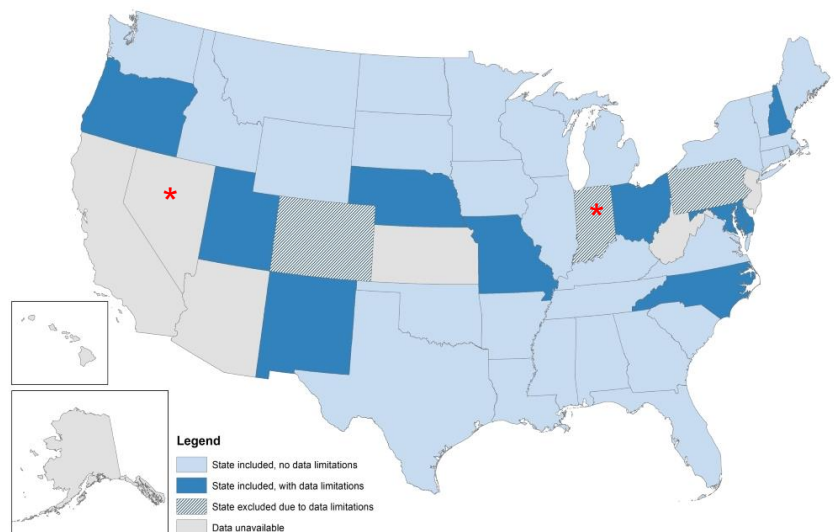 *
*
Legend
State included, no data limitations
State included, with data limitations
State excluded due to data limitations
Data unavailable